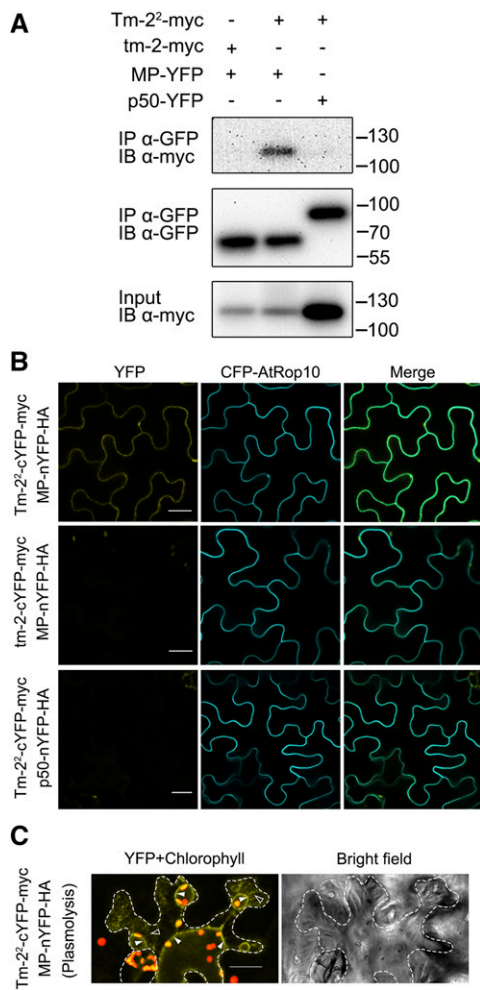 A
Tm-2²-myc - + +
tm-2-myc + - -
MP-YFP + + -
p50-YFP - - +
IP α-GFP
IB α-myc
–130
–100
IP α-GFP
IB α-GFP
–100
–70
–55
Input
IB α-myc
–130
–100
B
YFP CFP-AtRop10 Merge
Tm-2²-cYFP-myc
MP-nYFP-HA
tm-2-cYFP-myc
MP-nYFP-HA
Tm-2²-cYFP-myc
p50-nYFP-HA
C
YFP+Chlorophyll Bright field
Tm-2²-cYFP-myc
MP-nYFP-HA
(Plasmolysis)